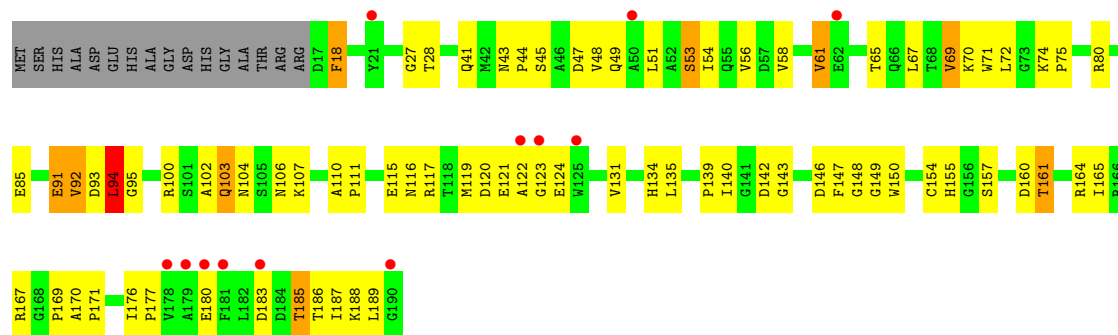 MET SER HIS ALA ASP GLU HIS ALA GLY ASP HIS GLY ALA THR ARG ARG D17 F18 Y21 G27 T28 Q41 M42 N43 P44 S45 A46 D47 V48 Q49 A50 L51 A52 S53 I54 Q55 V56 D57 V58 V61 E62 T65 Q66 L67 T68 V69 K70 W71 L72 G73 K74 P75 R80
E85 E91 V92 D93 L94 G95 R100 S101 A102 Q103 N104 S105 N106 K107 A110 P111 E115 N116 R117 T118 M119 D120 E121 A122 G123 E124 W125 V131 H134 L135 P139 I140 G141 D142 G143 D146 F147 G148 G149 W150 C154 H155 G156 S157 D160 T161 R164 I165 R166
R167 G168 P169 A170 P171 I176 P177 V178 A179 E180 F181 L182 D183 D184 T185 T186 I187 K188 L189 G190